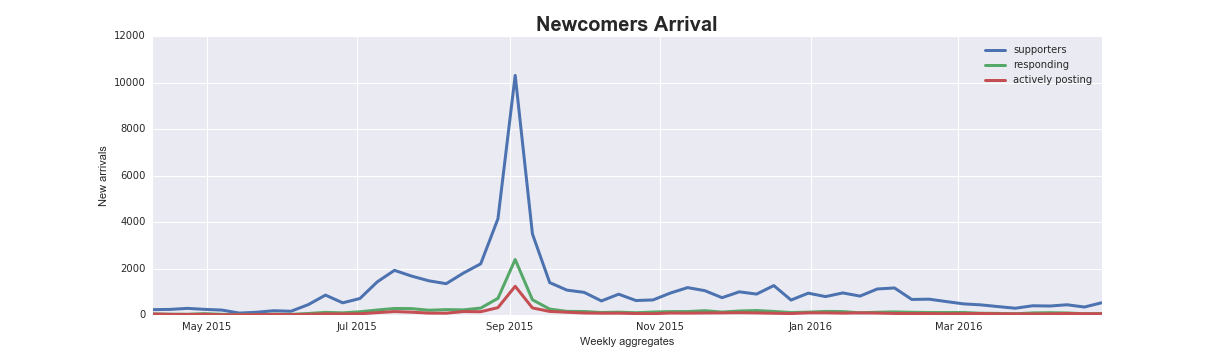 Newcomers Arrival
12000
10000
8000
6000
4000
2000
0
New arrivals
supporters
responding
actively posting
May 2015
Jul 2015
Sep 2015
Nov 2015
Jan 2016
Mar 2016
Weekly aggregates